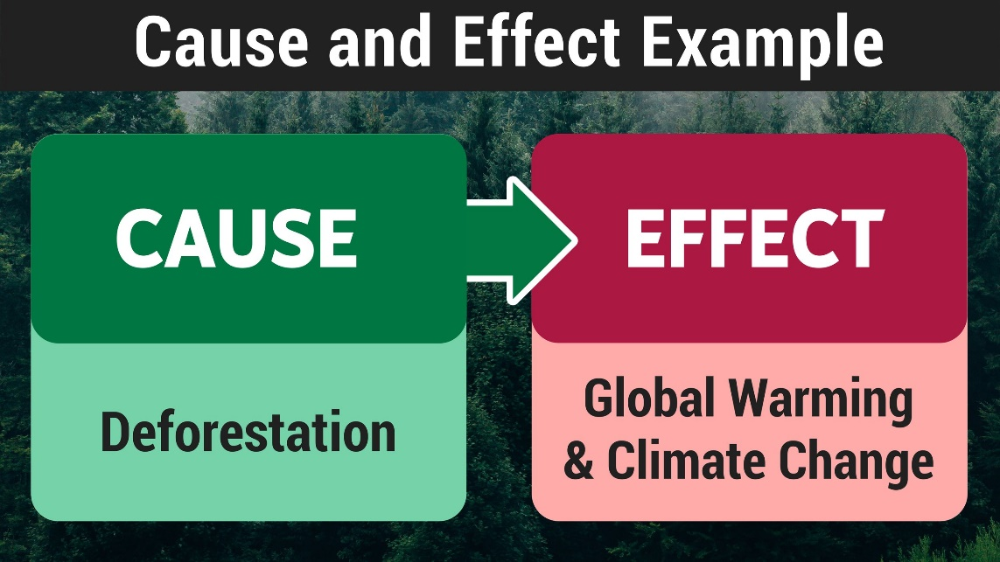 Cause and Effect Example
CAUSE
EFFECT
Deforestation
Global Warming
& Climate Change